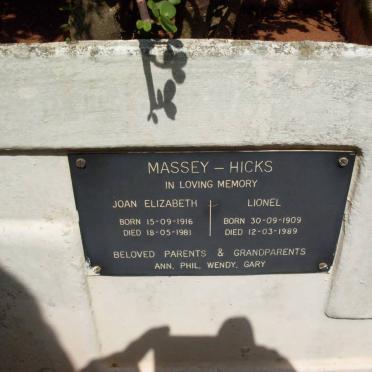 MASSEY – HICKS
IN LOVING MEMORY
JOAN ELIZABETH
BORN 15-09-1916
DIED 18-05-1981
LIONEL
BORN 30-09-1909
DIED 12-03-1989
BELOVED PARENTS & GRANDPARENTS
ANN, PHIL, WENDY, GARY